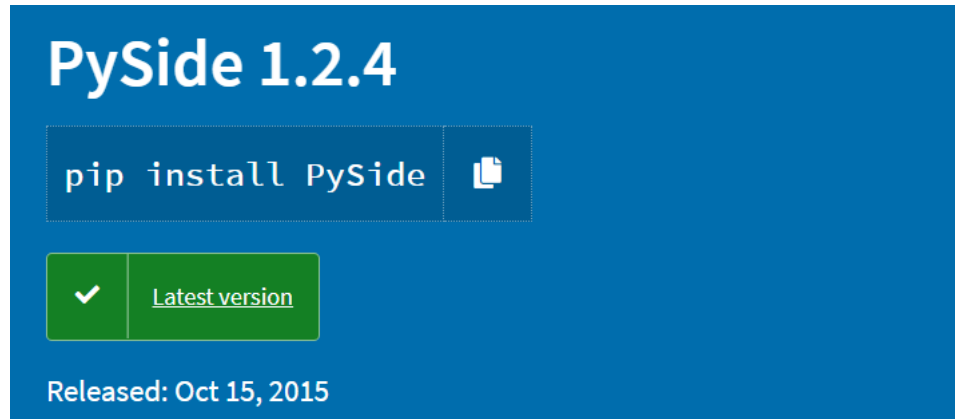 PySide 1.2.4
pip install PySide
Latest version
Released: Oct 15, 2015